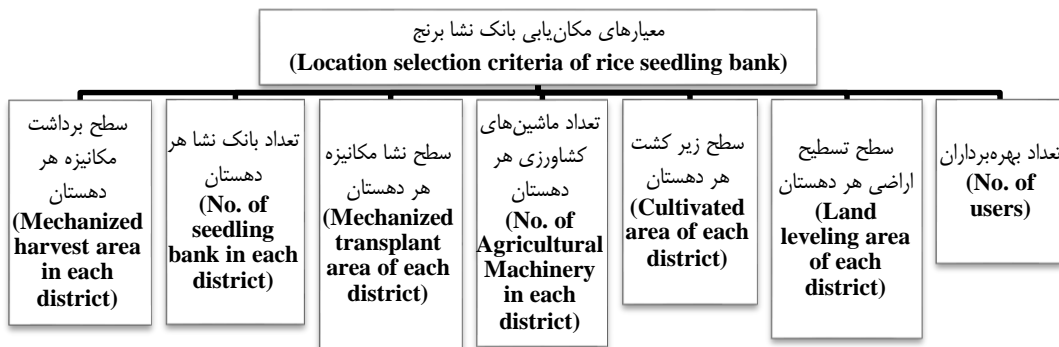 معیارهای مکان‌یابی بانک نشا برنج
(Location selection criteria of rice seedling bank)
سطح برداشت
مکانیزه هر
دهستان
(Mechanized
harvest area
in each
district)
تعداد بانک نشا هر
دهستان
(No. of
seedling
bank in each
district)
سطح نشا مکانیزه
هر دهستان
(Mechanized
transplant
area of each
district)
تعداد ماشین‌های
کشاورزی هر
دهستان
(No. of
Agricultural
Machinery
in each
district)
سطح زیر کشت
هر دهستان
(Cultivated
area of each
district)
سطح تسطیح
اراضی هر دهستان
(Land
leveling area
of each
district)
تعداد بهره‌برداران
(No. of
users)